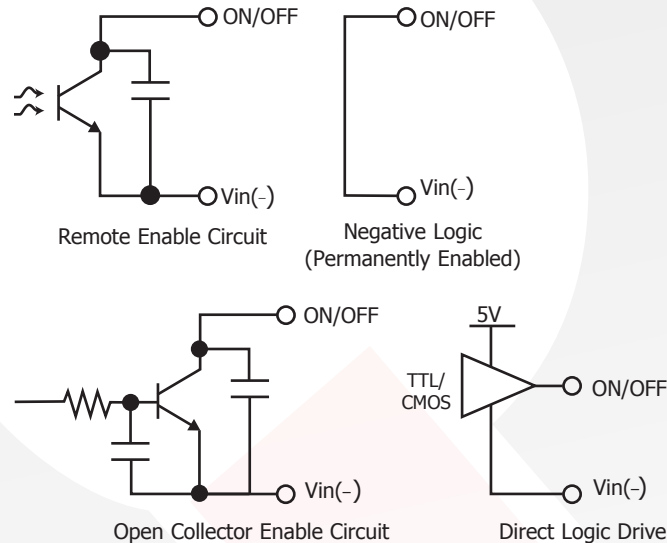 ON/OFF
Vin(–)
Remote Enable Circuit
ON/OFF
Vin(–)
Negative Logic
(Permanently Enabled)
ON/OFF
Vin(–)
Open Collector Enable Circuit
5V
TTL/
CMOS
ON/OFF
Vin(–)
Direct Logic Drive